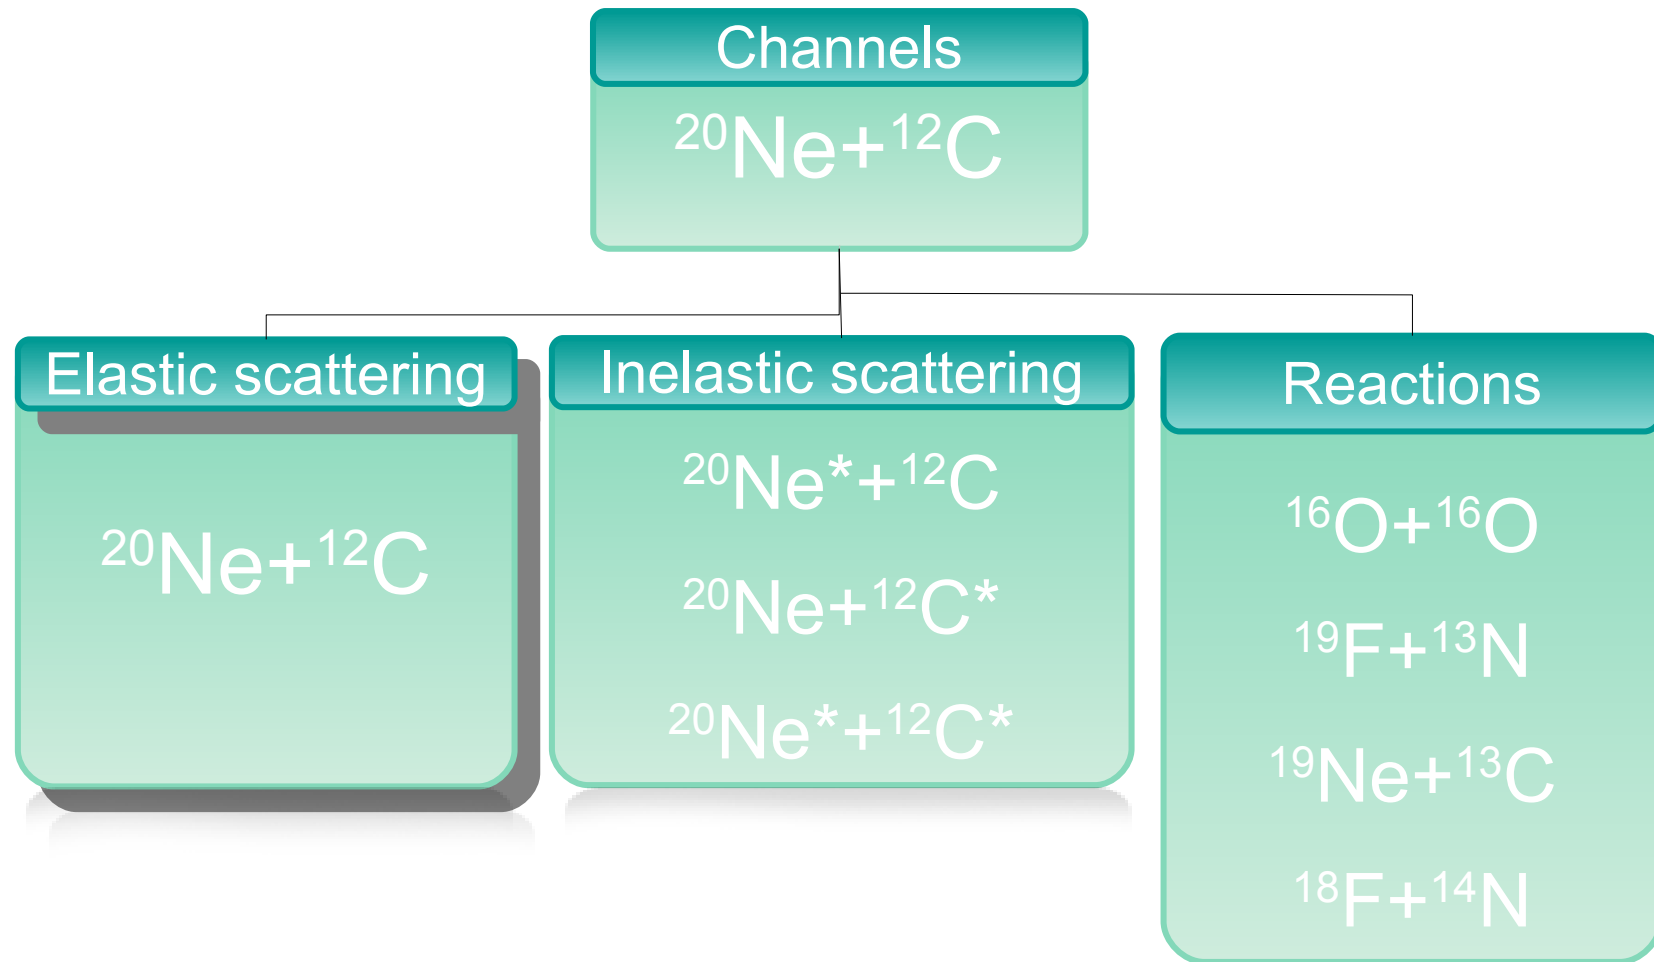 Channels
²⁰Ne+¹²C
Elastic scattering
²⁰Ne+¹²C
Inelastic scattering
²⁰Ne*+¹²C
²⁰Ne+¹²C*
²⁰Ne*+¹²C*
Reactions
¹⁶O+¹⁶O
¹⁹F+¹³N
¹⁹Ne+¹³C
¹⁸F+¹⁴N